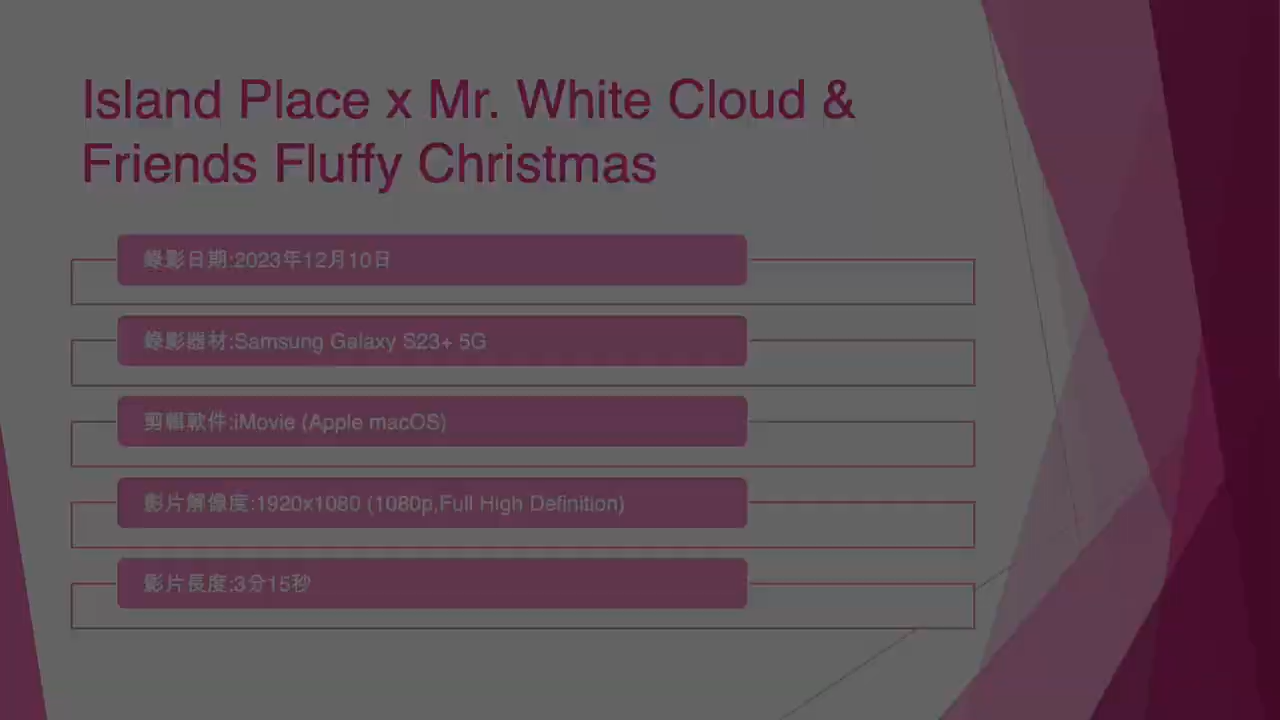 Island Place x Mr. White Cloud &
Friends Fluffy Christmas
錄影日期:2023年12月10日
錄影器材:Samsung Galaxy S23+ 5G
剪輯軟件:iMovie (Apple macOS)
影片解像度:1920x1080 (1080p,Full High Definition)
影片長度:3分15秒